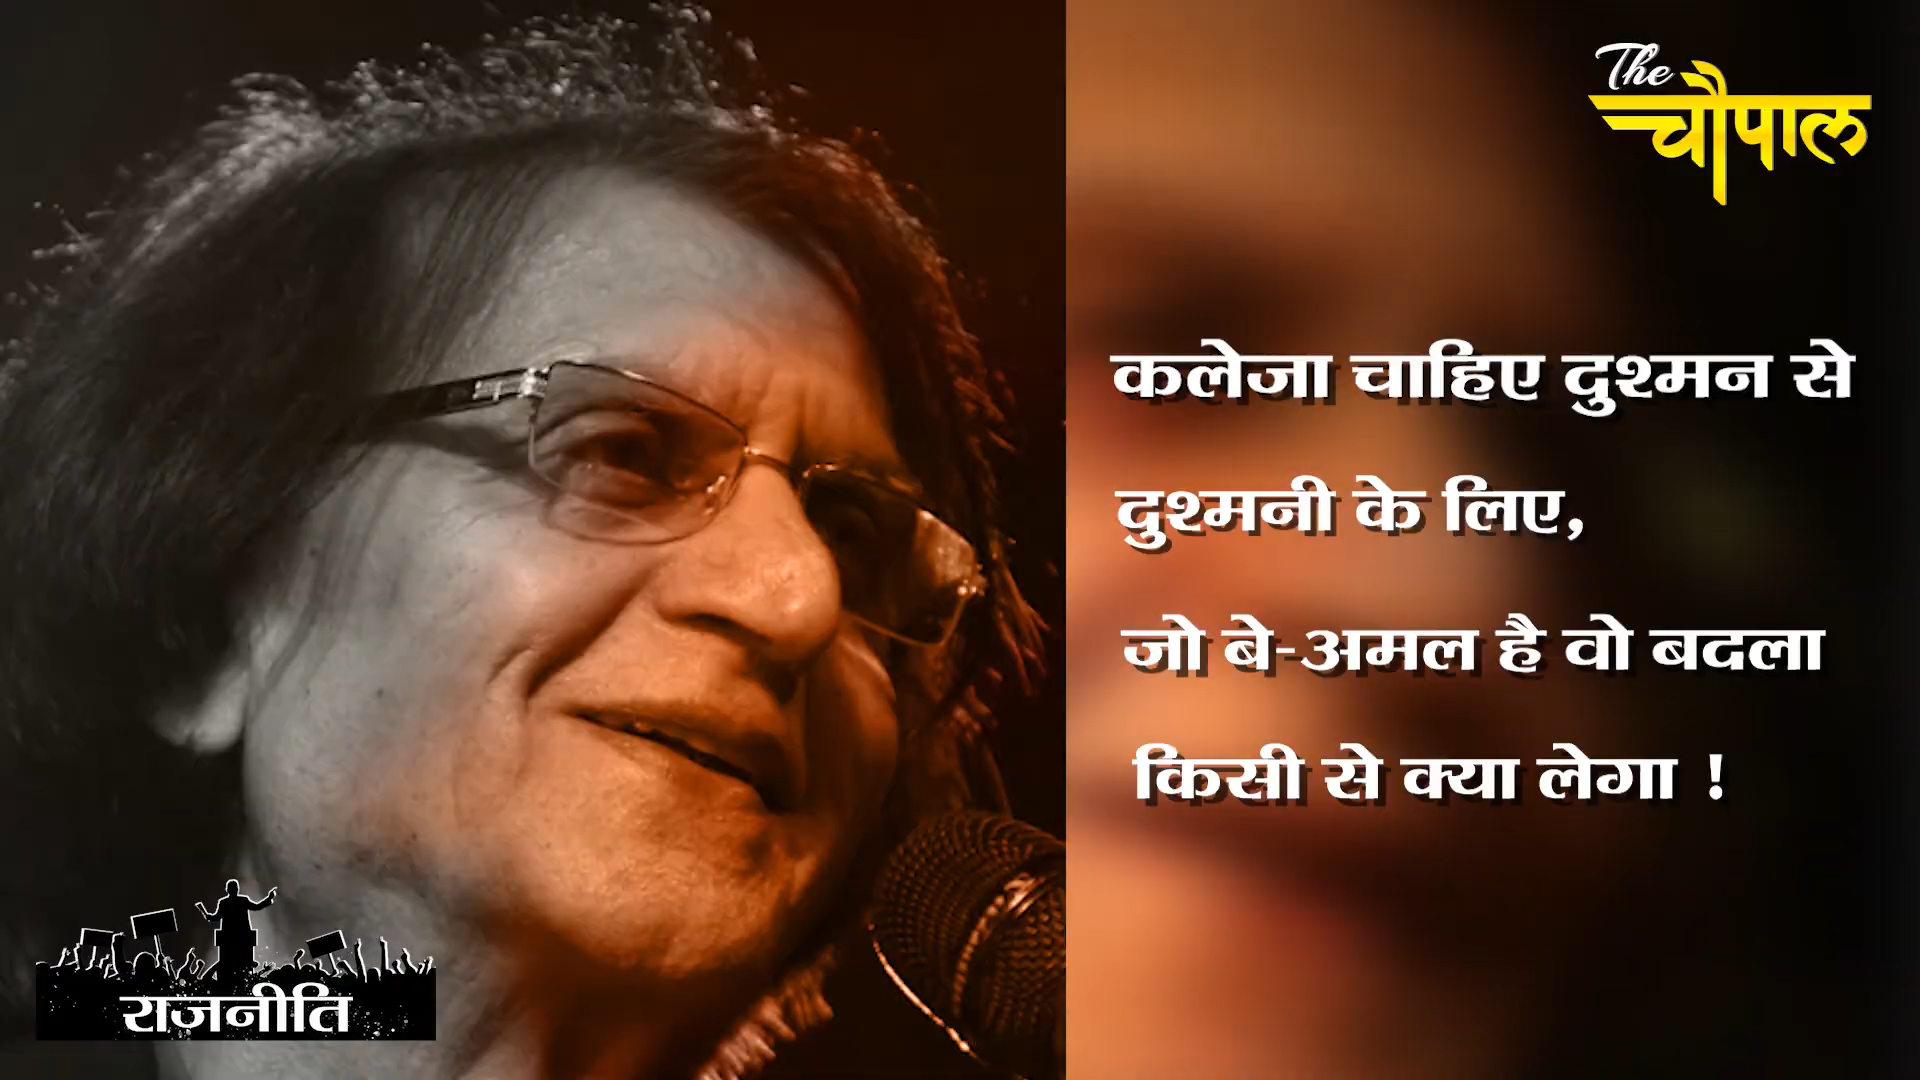 The
चौपाल
कलेजा चाहिए दुश्मन से
दुश्मनी के लिए,
जो बे-अमल है वो बदला
किसी से क्या लेगा !
राजनीति